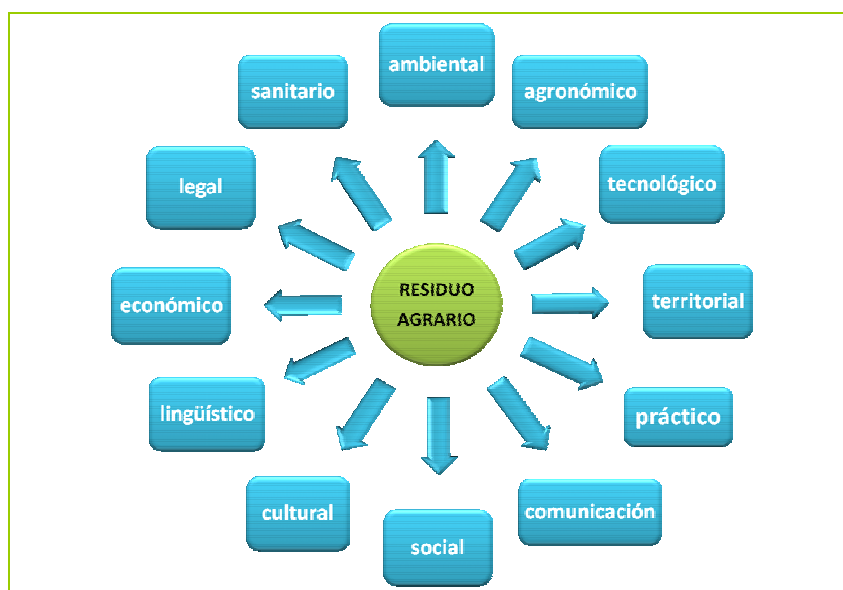 ambiental
agronómico
tecnológico
territorial
práctico
comunicación
social
cultural
lingüístico
económico
legal
sanitario
RESIDUO
AGRARIO